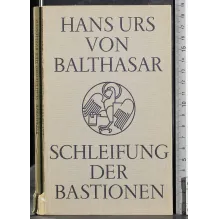 HANS URS
VON
BALTHASAR
SCHLEIFUNG
DER
BASTIONEN